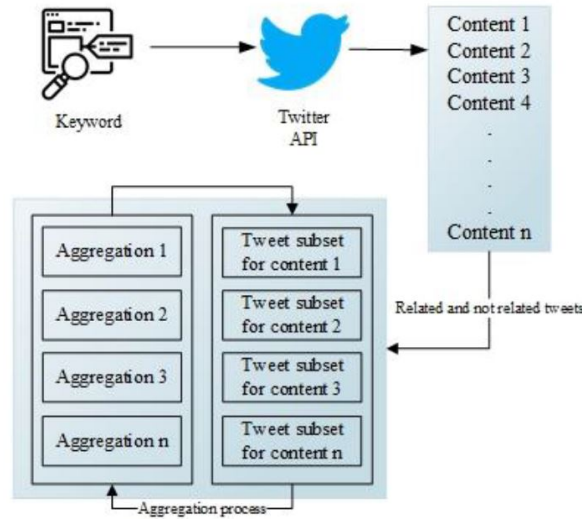 Keyword
Twitter
API
Content 1
Content 2
Content 3
Content 4
.
.
.
.
Content n
Related and not related tweets
Aggregation 1
Aggregation 2
Aggregation 3
Aggregation n
Tweet subset
for content 1
Tweet subset
for content 2
Tweet subset
for content 3
Tweet subset
for content n
Aggregation process